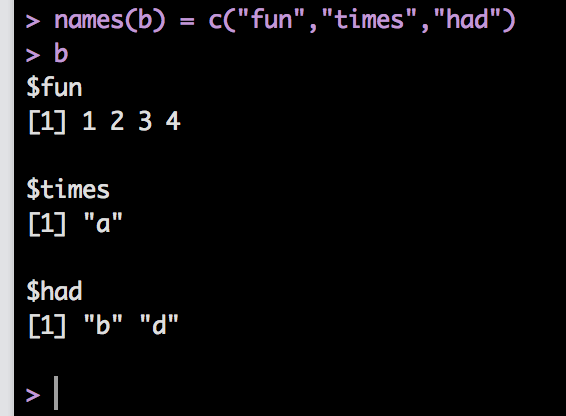 > names(b) = c("fun","times","had")
> b
$fun
[1] 1 2 3 4
$times
[1] "a"
$had
[1] "b" "d"
>